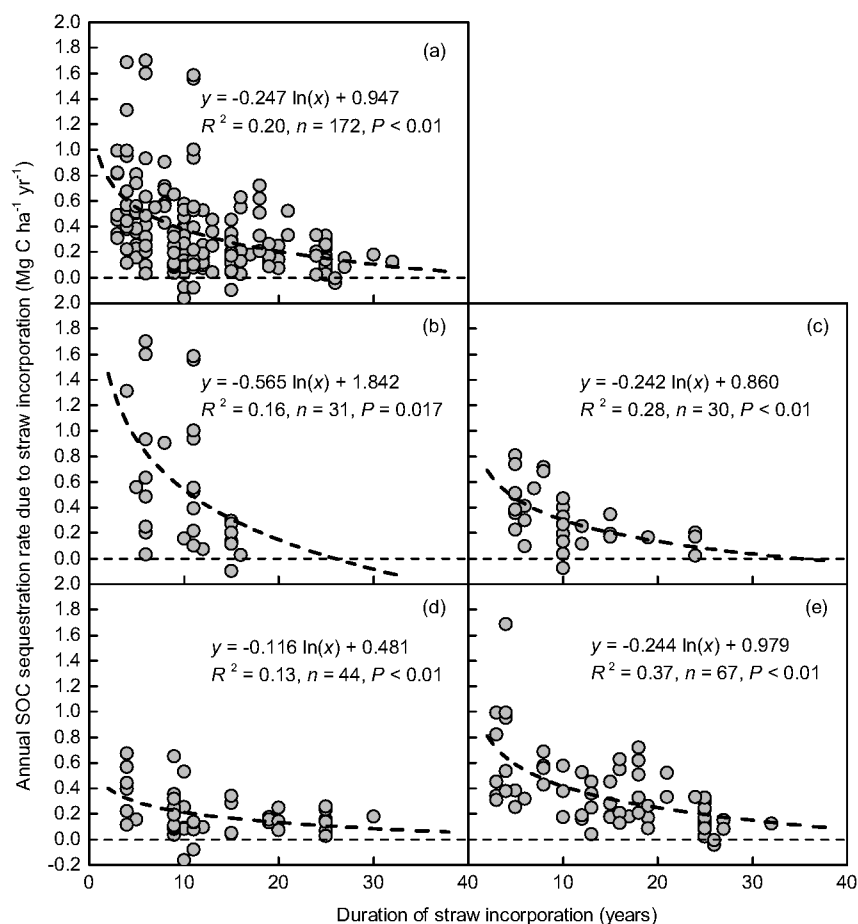 Annual SOC sequestration rate due to straw incorporation (Mg C ha⁻¹ yr⁻¹)
2.0
1.8
1.6
1.4
1.2
1.0
0.8
0.6
0.4
0.2
0.0
(a)
y = -0.247 ln(x) + 0.947
R² = 0.20, n = 172, P < 0.01
2.0
1.8
1.6
1.4
1.2
1.0
0.8
0.6
0.4
0.2
0.0
(b)
y = -0.565 ln(x) + 1.842
R² = 0.16, n = 31, P = 0.017
(c)
y = -0.242 ln(x) + 0.860
R² = 0.28, n = 30, P < 0.01
2.0
1.8
1.6
1.4
1.2
1.0
0.8
0.6
0.4
0.2
0.0
-0.2
(d)
y = -0.116 ln(x) + 0.481
R² = 0.13, n = 44, P < 0.01
(e)
y = -0.244 ln(x) + 0.979
R² = 0.37, n = 67, P < 0.01
0 10 20 30 40 0 10 20 30 40
Duration of straw incorporation (years)